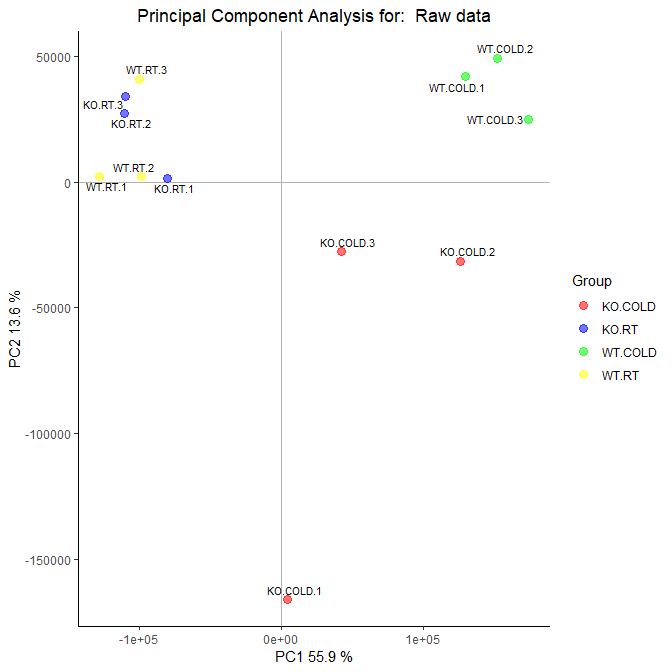 Principal Component Analysis for:  Raw data
50000
0
-50000
-100000
-150000
PC2 13.6 %
WT.COLD.2
WT.RT.3
WT.COLD.1
KO.RT.3
WT.COLD.3
KO.RT.2
WT.RT.2
WT.RT.1
KO.RT.1
KO.COLD.3
KO.COLD.2
KO.COLD.1
-1e+05
0e+00
1e+05
PC1 55.9 %
Group
KO.COLD
KO.RT
WT.COLD
WT.RT